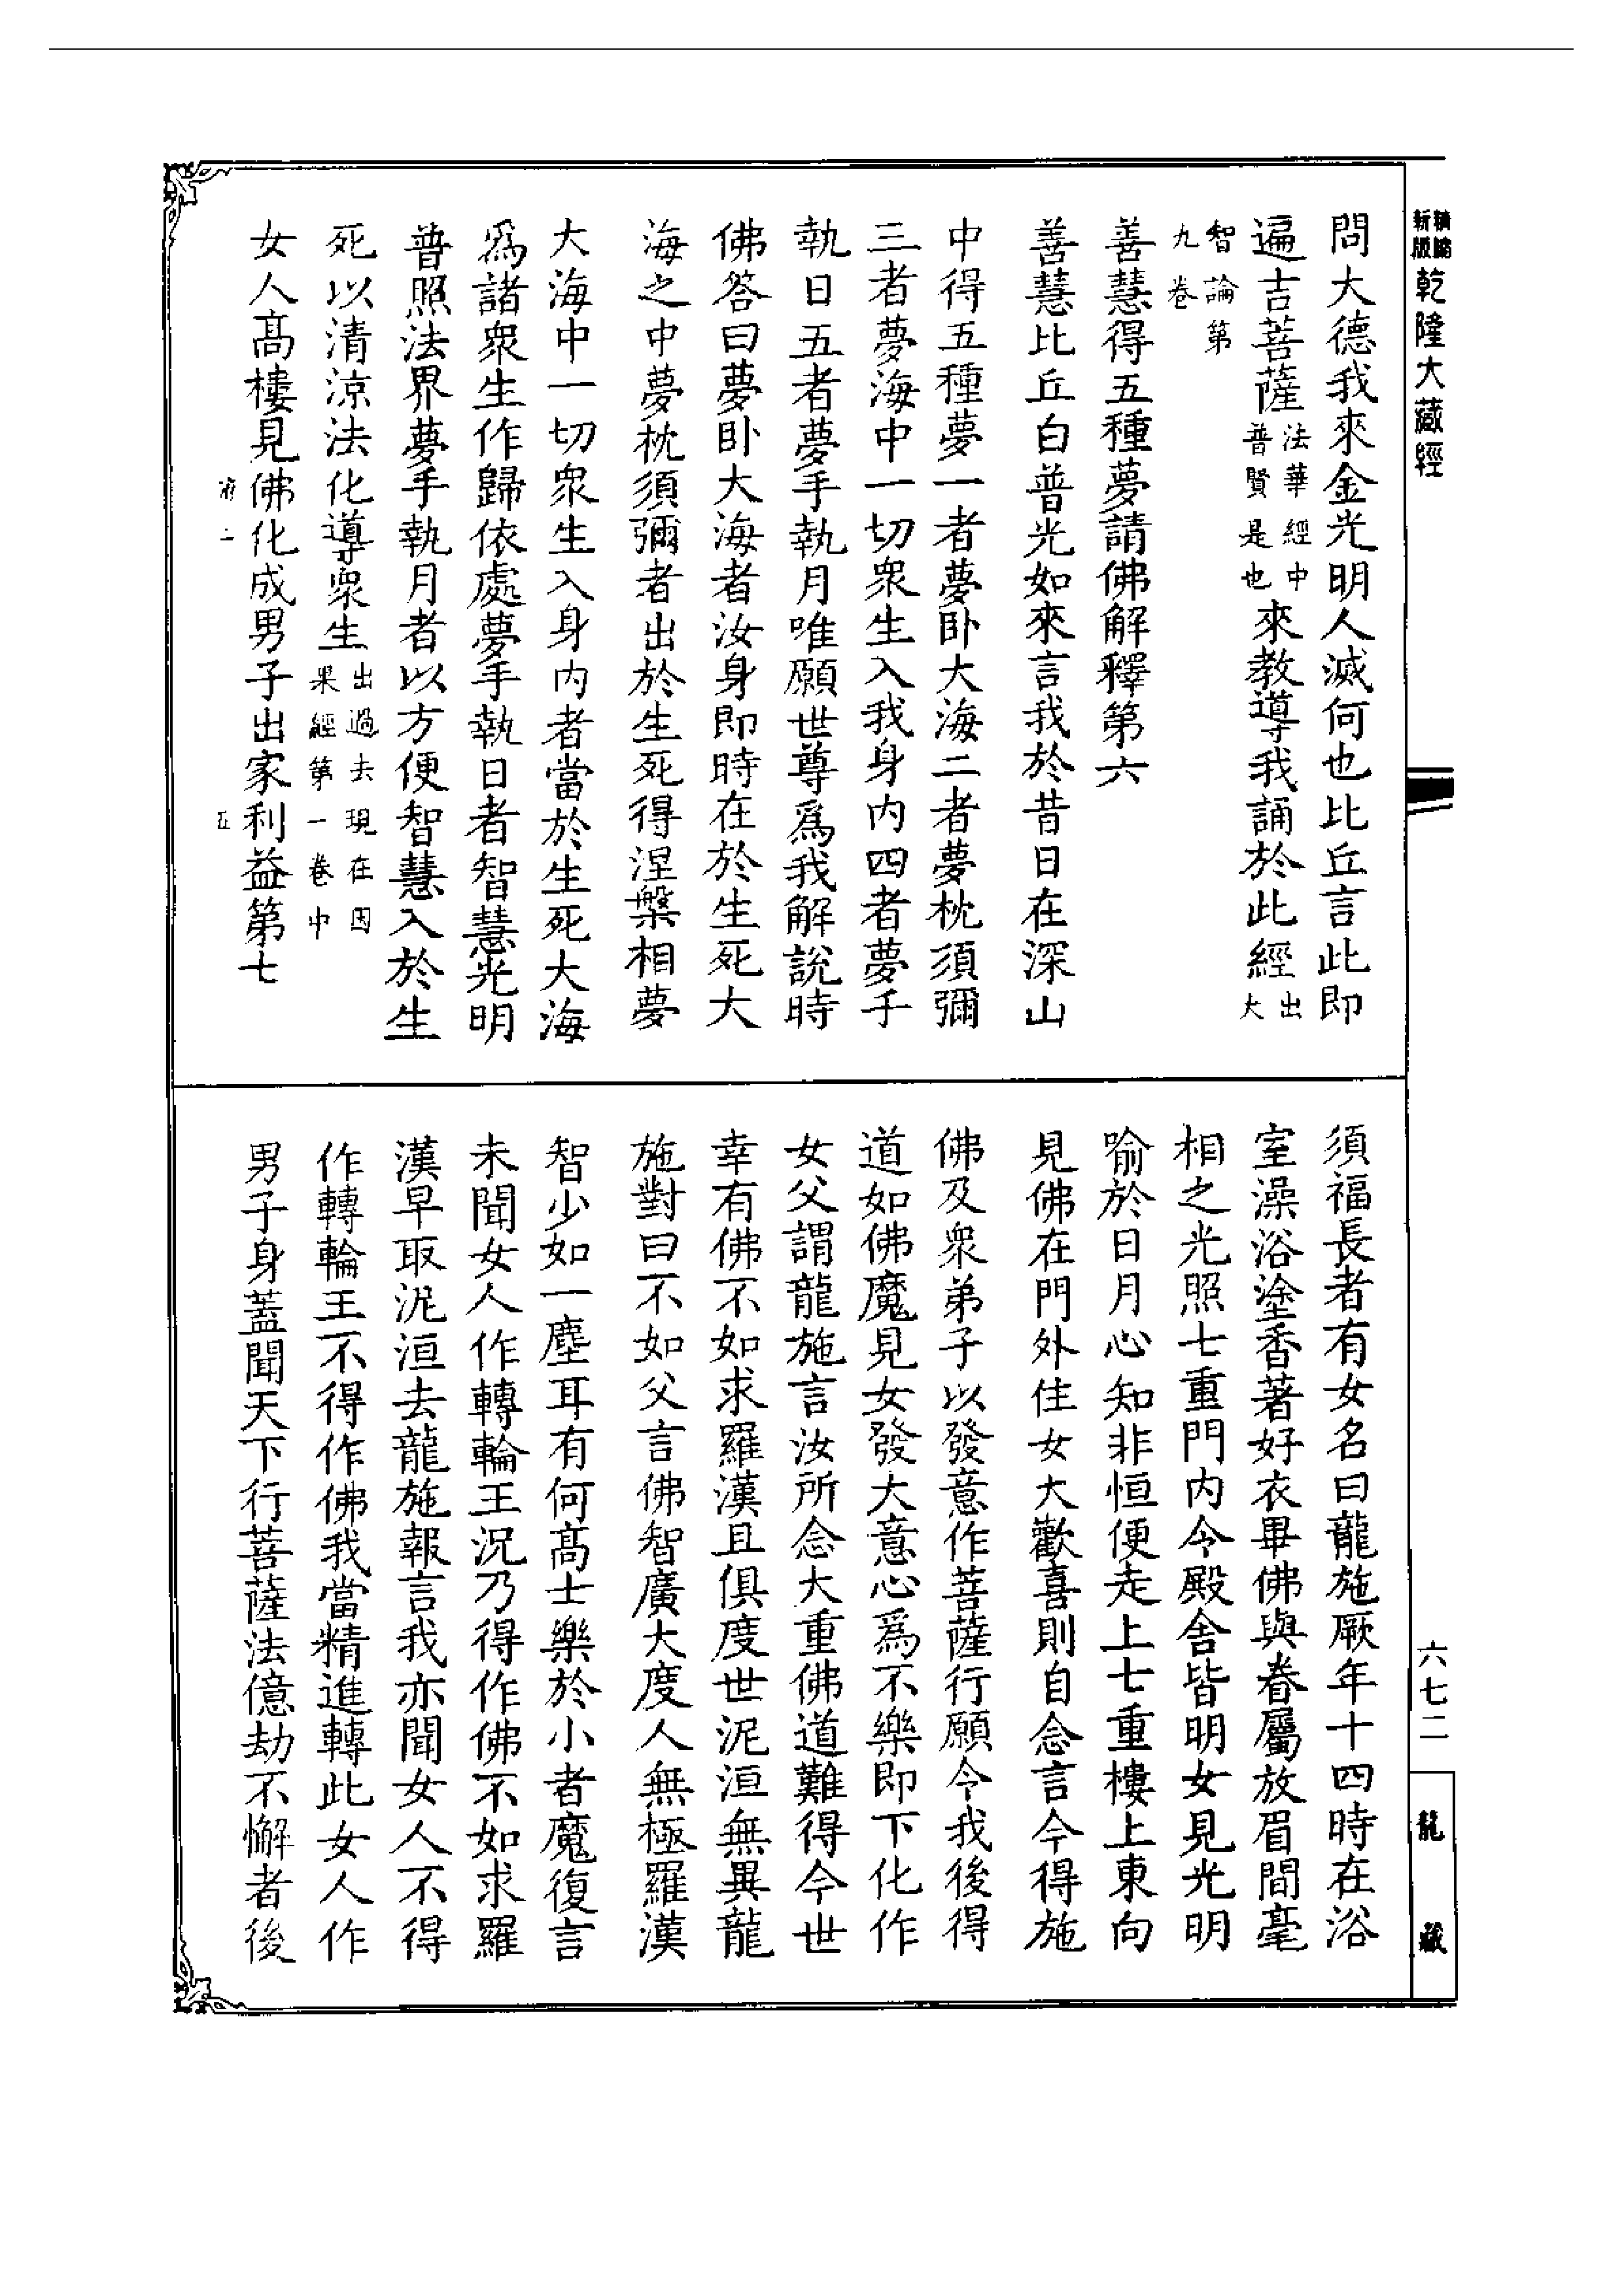 精縮新版乾隆大藏經
問大德我來金光明人滅何也比丘言此即
遍吉菩薩法華經中普賢是也來教導我誦於此經出大
智論第九卷
善慧得五種夢請佛解釋第六
善慧比丘白普光如來言我於昔日在深山
中得五種夢一者夢臥大海二者夢枕須彌
三者夢海中一切衆生入我身內四者夢手
執日五者夢手執月唯願世尊爲我解說時
佛答曰夢臥大海者汝身即時在於生死大
海之中夢枕須彌者出於生死得涅槃相夢
大海中一切衆生入身內者當於生死大海
爲諸衆生作歸依處夢手執日者智慧光明
普照法界夢手執月者以方便智慧入於生
死以清涼法化導衆生出過去現在因果經第一卷中
女人高樓見佛化成男子出家利益第七
須福長者有女名曰龍施厥年十四時在浴
室澡浴塗香著好衣畢佛與眷屬放眉間毫
相之光照七重門內令殿舍皆明女見光明
喻於日月心知非恒便走上七重樓上東向
見佛在門外住女大歡喜則自念言今得施
佛及衆弟子以發意作菩薩行願令我後得
道如佛魔見女發大意心爲不樂即下化作
女父謂龍施言汝所念大重佛道難得今世
幸有佛不如求羅漢且俱度世泥洹無異龍
施對曰不如父言佛智廣大度人無極羅漢
智少如一塵耳有何高士樂於小者魔復言
未聞女人作轉輪王況乃得作佛不如求羅
漢早取泥洹去龍施報言我亦聞女人不得
作轉輪王不得作佛我當精進轉此女人作
男子身蓋聞天下行菩薩法億劫不懈者後
六七二
龍藏